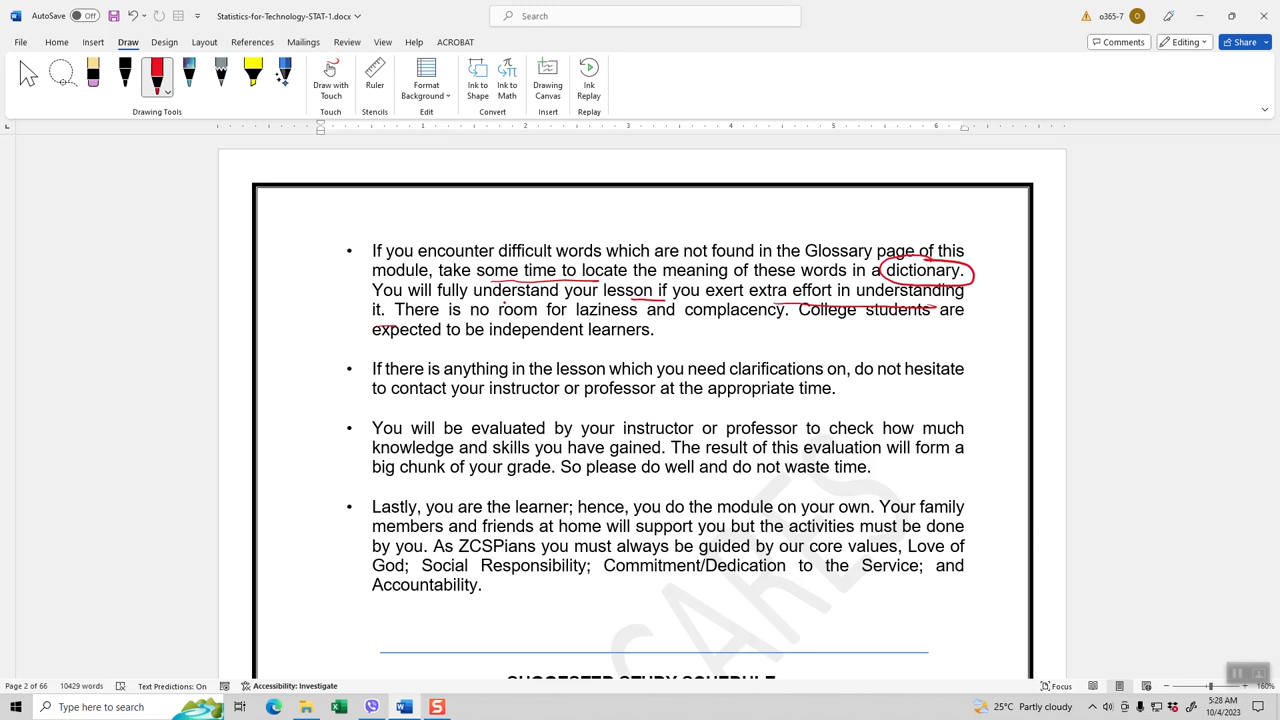 AutoSave Off Statistics-for-Technology-STAT-1.docx Search o365-7
File Home Insert Draw Design Layout References Mailings Review View Help ACROBAT Comments Editing Share
Draw with Touch Ruler Format Background Ink to Shape Ink to Math Drawing Canvas Ink Replay
Drawing Tools Touch Stencils Edit Convert Insert Replay
1 2 3 4 5 6
• If you encounter difficult words which are not found in the Glossary page of this
module, take some time to locate the meaning of these words in a dictionary.
You will fully understand your lesson if you exert extra effort in understanding
it. There is no room for laziness and complacency. College students are
expected to be independent learners.
• If there is anything in the lesson which you need clarifications on, do not hesitate
to contact your instructor or professor at the appropriate time.
• You will be evaluated by your instructor or professor to check how much
knowledge and skills you have gained. The result of this evaluation will form a
big chunk of your grade. So please do well and do not waste time.
• Lastly, you are the learner; hence, you do the module on your own. Your family
members and friends at home will support you but the activities must be done
by you. As ZCSPians you must always be guided by our core values, Love of
God; Social Responsibility; Commitment/Dedication to the Service; and
Accountability.
CARES
SUGGESTED STUDY SCHEDULE
Page 2 of 66 10429 words Text Predictions: On Accessibility: Investigate Focus 160%
Type here to search 25°C Partly cloudy 5:28 AM
10/4/2023